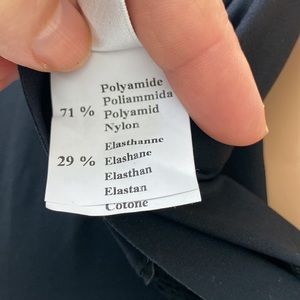 Polyamide
71 % Poliammida
Polyamid
Nylon
Elasthanne
29 % Elashane
Elasthan
Elastan
Cotone